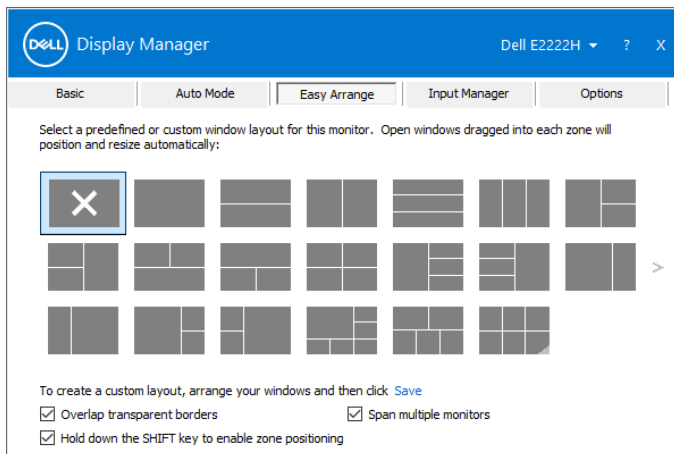 DELL Display Manager Dell E2222H ? X
Basic Auto Mode Easy Arrange Input Manager Options
Select a predefined or custom window layout for this monitor. Open windows dragged into each zone will
position and resize automatically:
>
To create a custom layout, arrange your windows and then click Save
Overlap transparent borders Span multiple monitors
Hold down the SHIFT key to enable zone positioning